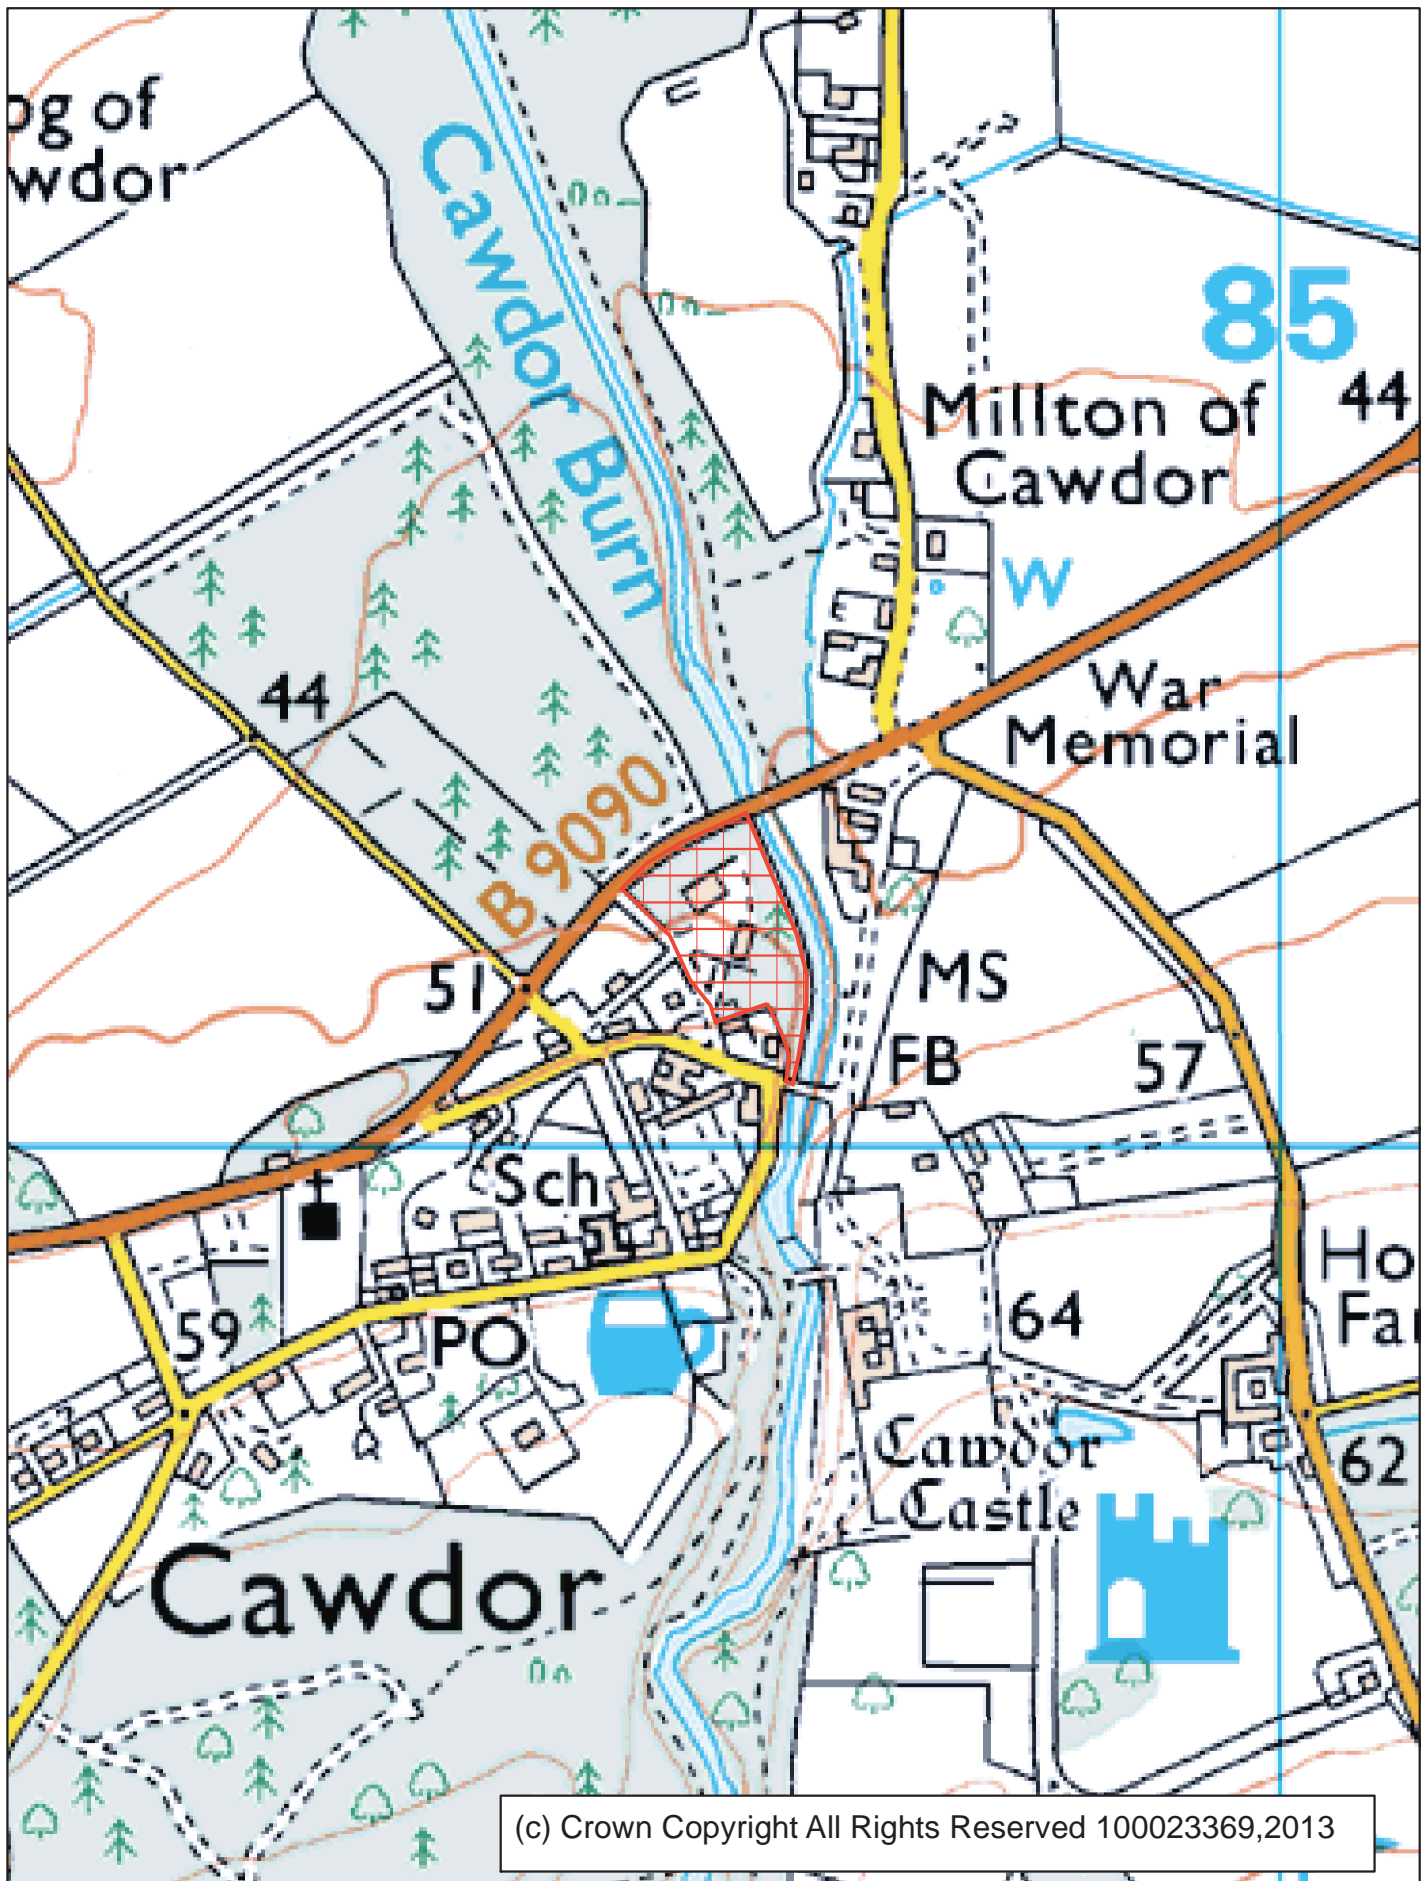 og of
wdor
Cawdor Burn
85
44
Millton of
Cawdor
W
War
Memorial
44
B 9090
51
MS
FB
57
Sch
59
PO
64
Ho
Far
Cawdor
Castle
62
Cawdor
(c) Crown Copyright All Rights Reserved 100023369,2013